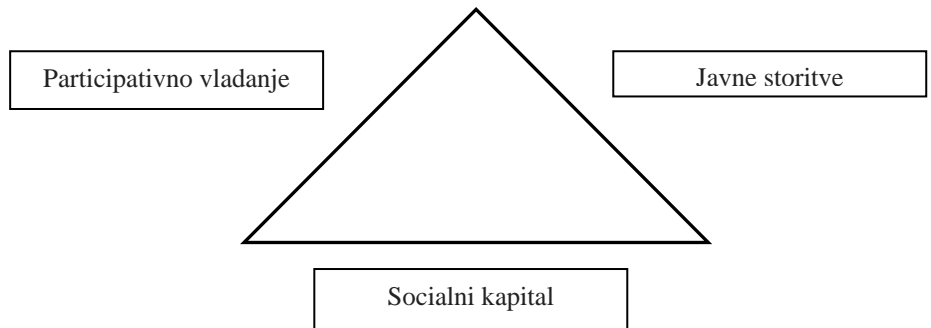 Participativno vladanje
Javne storitve
Socialni kapital